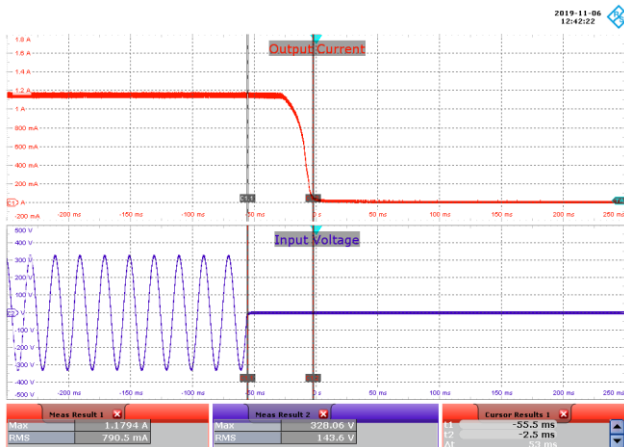 2019-11-06
12:42:22
Output Current
1.8 A
1.6 A
1.4 A
1.2 A
1 A
800 mA
600 mA
400 mA
200 mA
-200 mA
-200 ms -150 ms -100 ms -50 ms 0 s 50 ms 100 ms 150 ms 200 ms 250 ms
Input Voltage
500 V
400 V
300 V
200 V
100 V
-100 V
-200 V
-300 V
-400 V
-500 V
-200 ms -150 ms -100 ms -50 ms 0 s 50 ms 100 ms 150 ms 200 ms
Meas Result 1 Meas Result 2 Cursor Results 1
Max 1.1794 A Max 328.06 V t1 -55.5 ms
RMS 790.5 mA RMS 143.6 V t2 -2.5 ms
Δt 53 ms